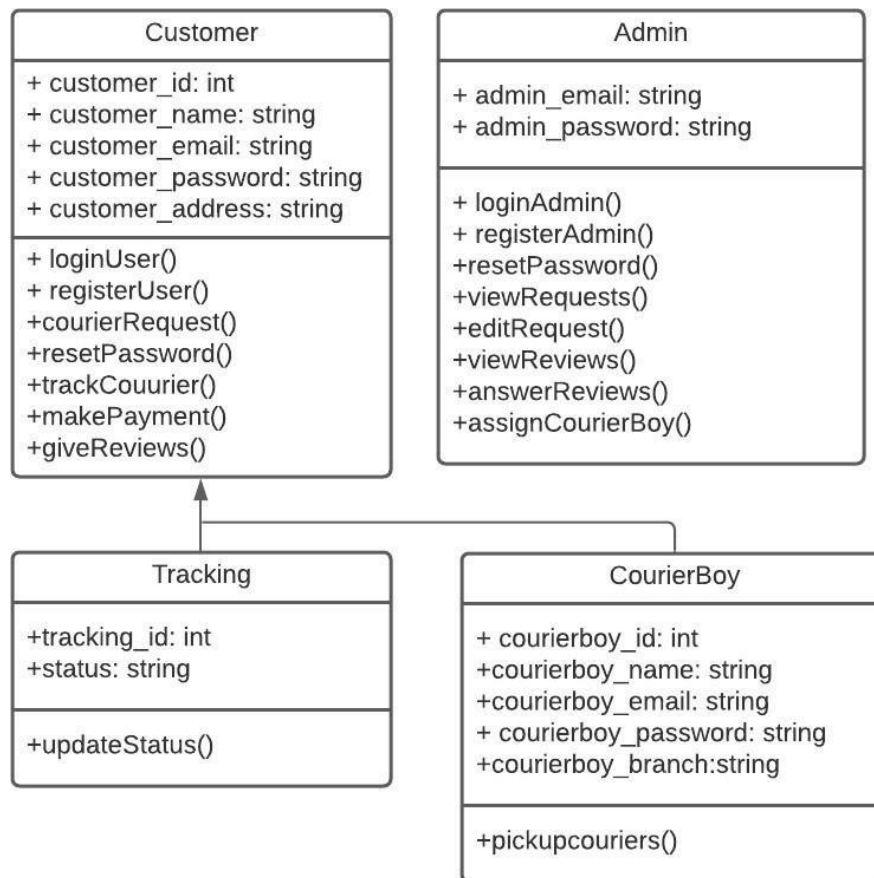 Customer
+ customer_id: int
+ customer_name: string
+ customer_email: string
+ customer_password: string
+ customer_address: string
+ loginUser()
+ registerUser()
+courierRequest()
+resetPassword()
+trackCouurier()
+makePayment()
+giveReviews()
Admin
+ admin_email: string
+ admin_password: string
+ loginAdmin()
+ registerAdmin()
+resetPassword()
+viewRequests()
+editRequest()
+viewReviews()
+answerReviews()
+assignCourierBoy()
Tracking
+tracking_id: int
+status: string
+updateStatus()
CourierBoy
+ courierboy_id: int
+courierboy_name: string
+courierboy_email: string
+ courierboy_password: string
+courierboy_branch:string
+pickupcouriers()